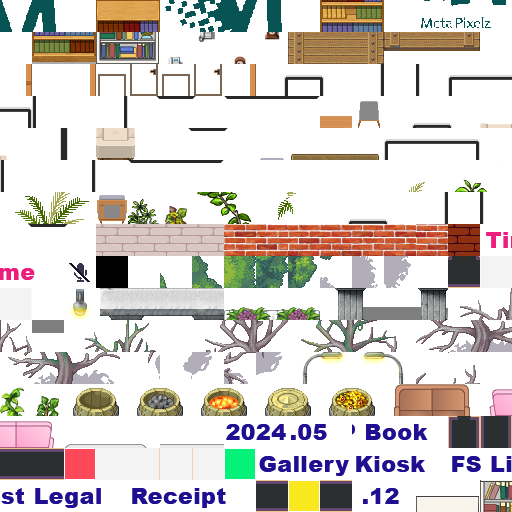 Meta Pixelz
Ti
me
2024.05 Book
Gallery Kiosk FS Li
st Legal Receipt .12